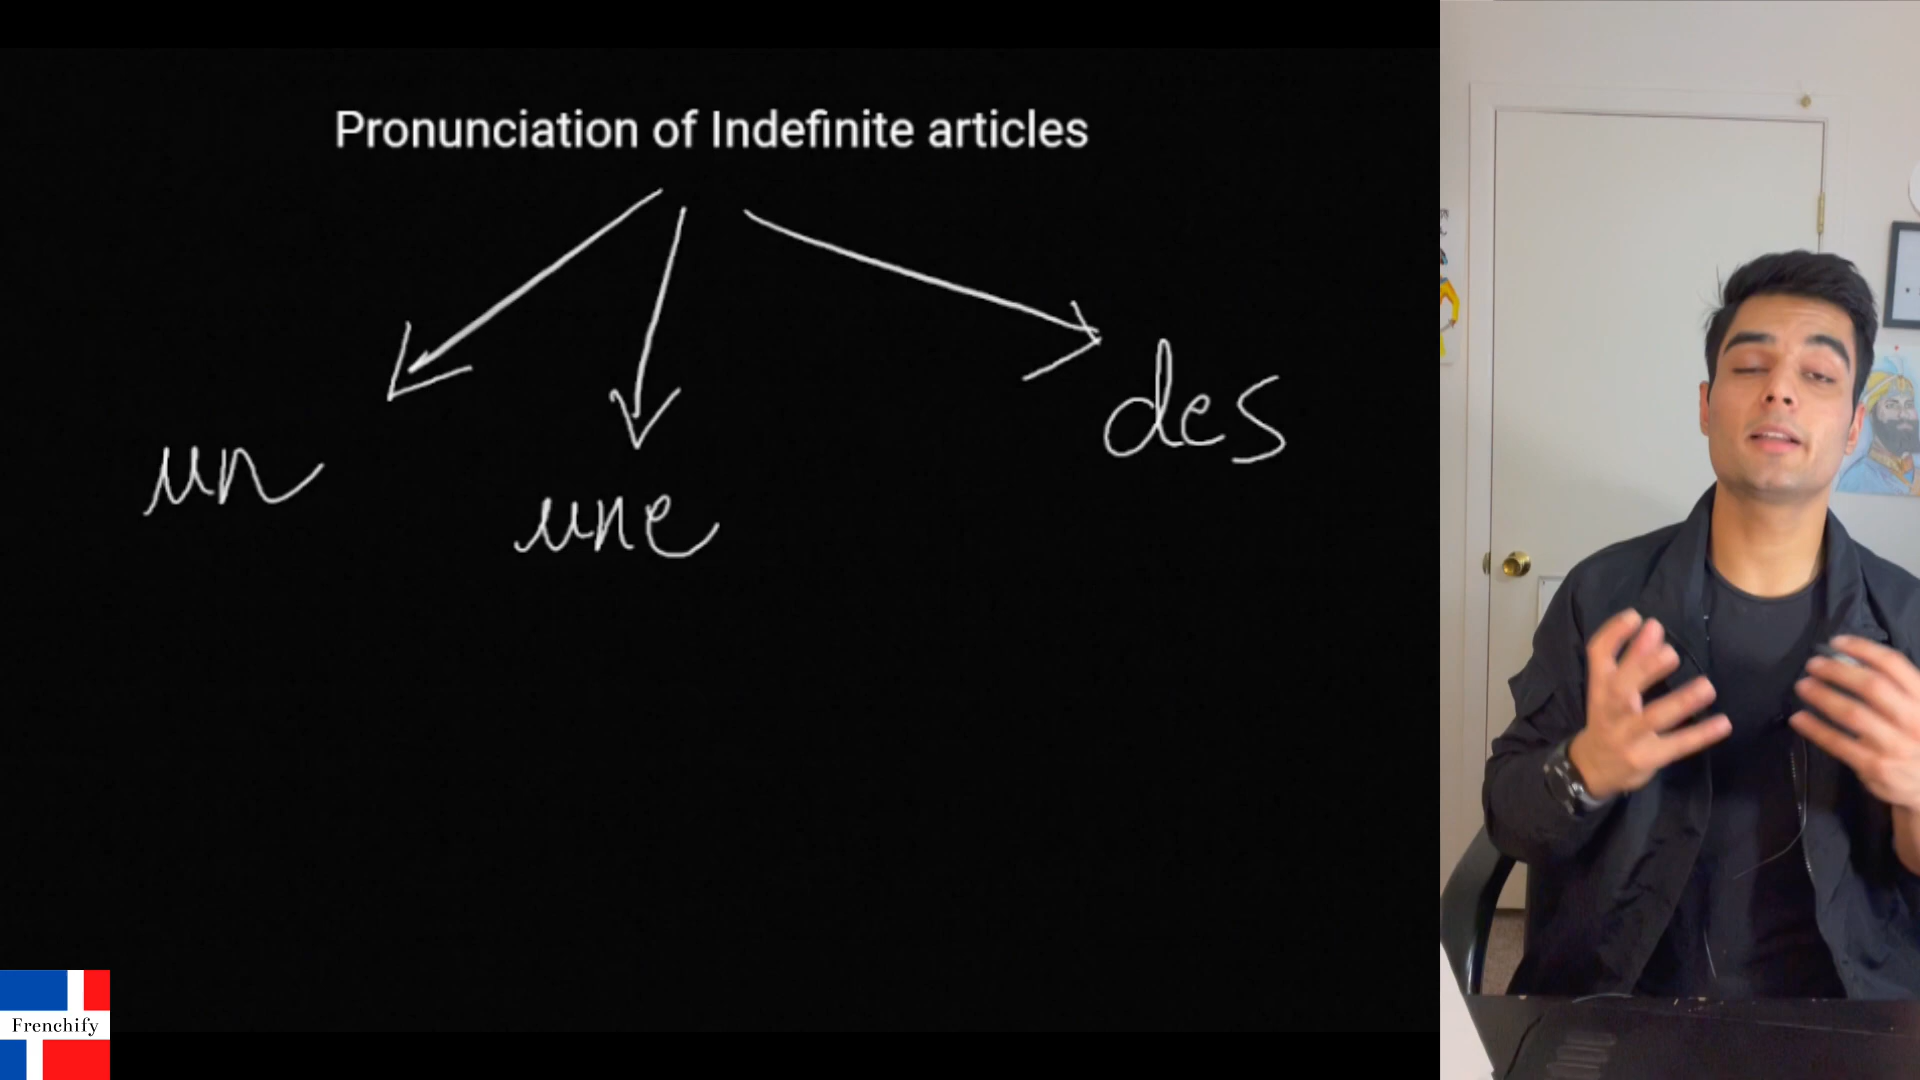 Pronunciation of Indefinite articles
un
une
des
Frenchify